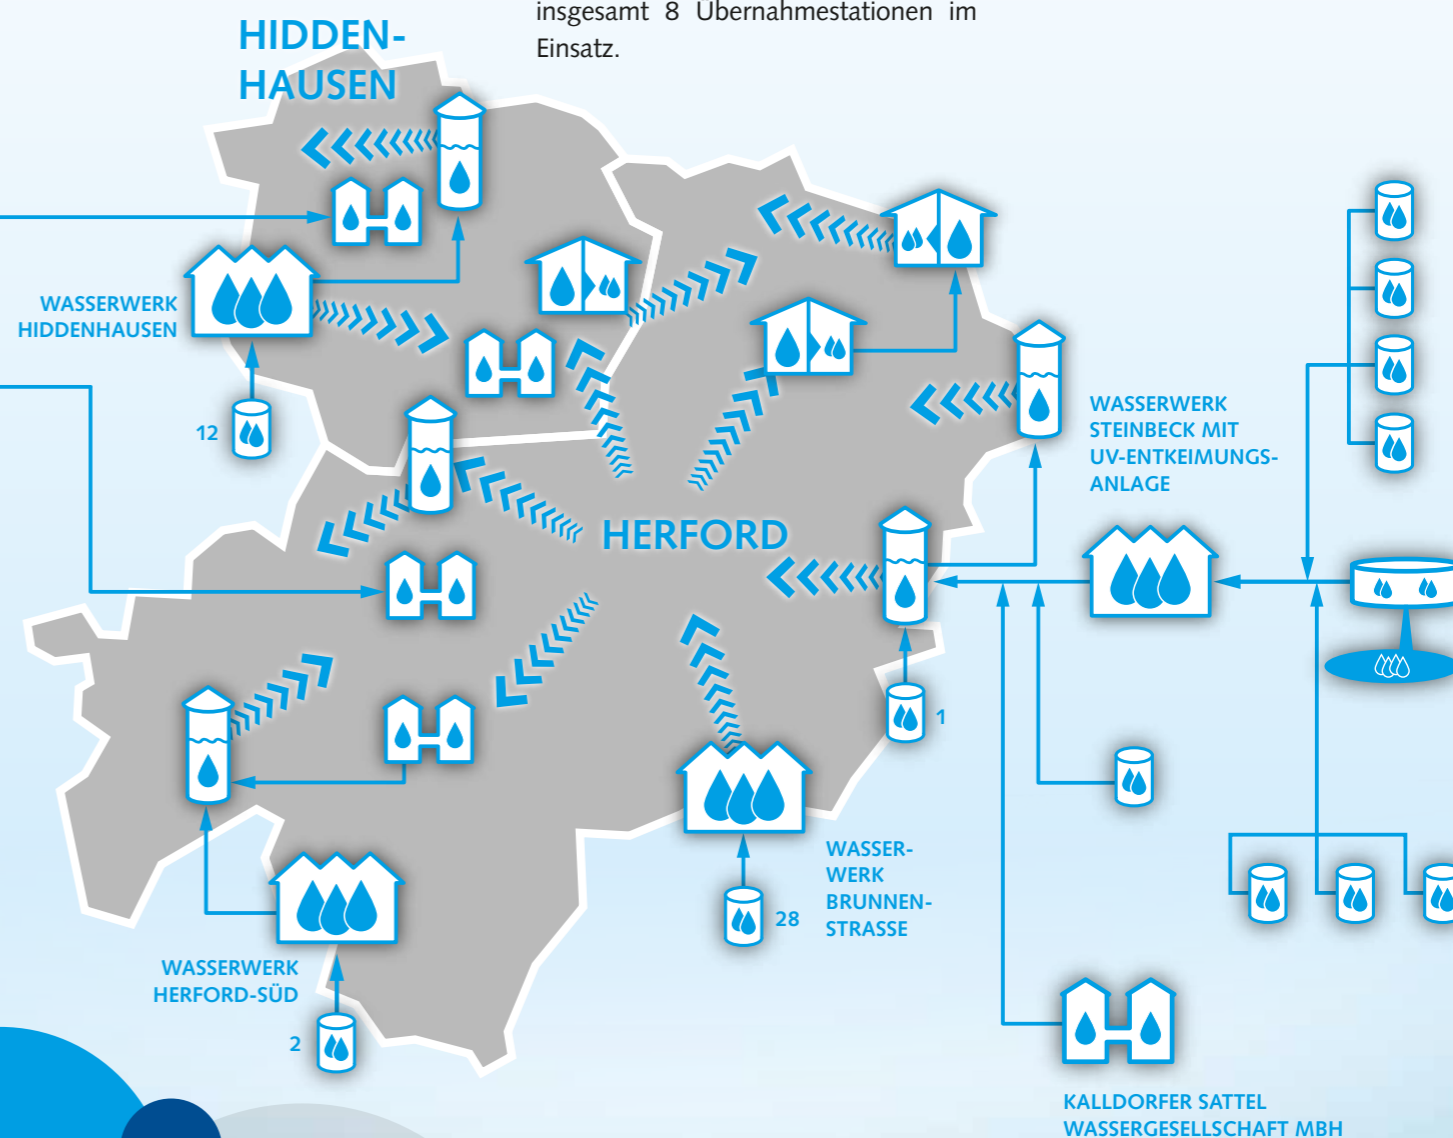 insgesamt 8 Übernahmestationen im
Einsatz.
HIDDEN-
HAUSEN
WASSERWERK
HIDDENHAUSEN
12
WASSERWERK
STEINBECK MIT
UV-ENTKEIMUNGS-
ANLAGE
HERFORD
1
WASSER-
WERK
BRUNNEN-
STRASSE
28
WASSERWERK
HERFORD-SÜD
2
KALLDORFER SATTEL
WASSERGESELLSCHAFT MBH